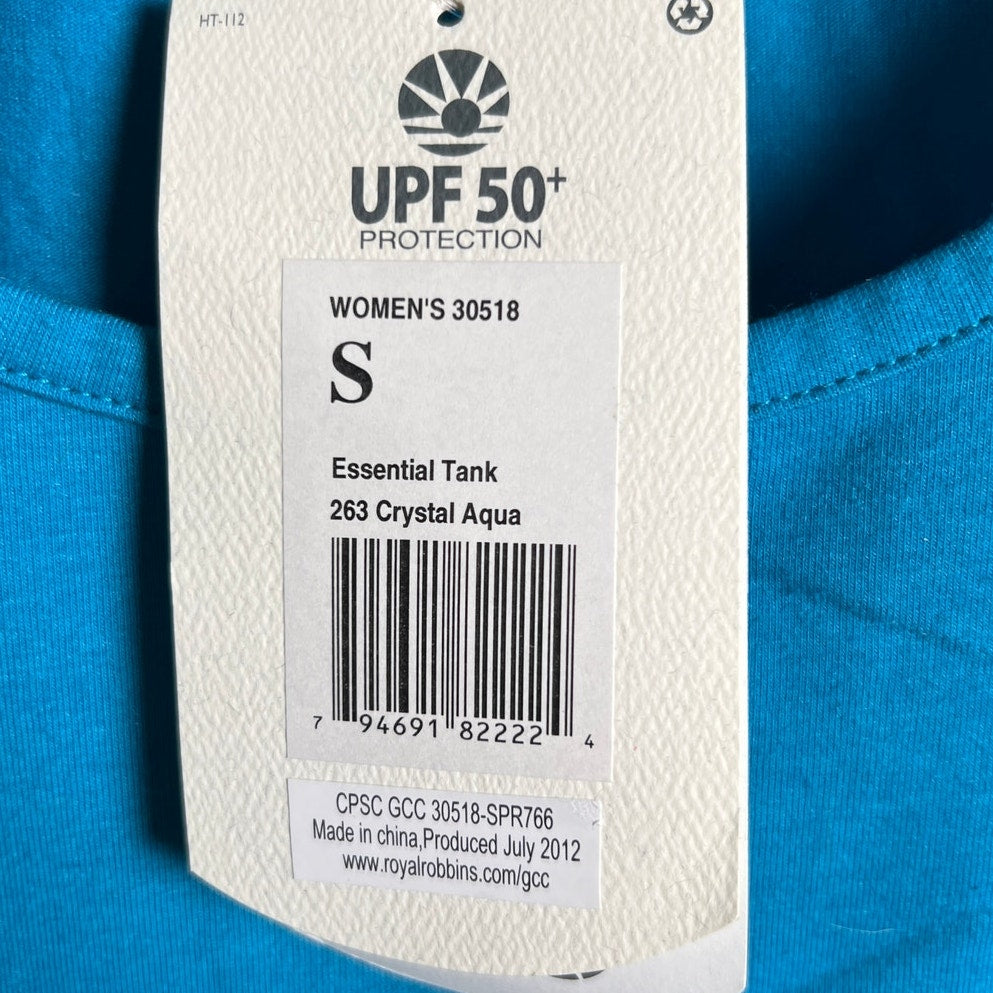 HT-112
UPF 50+
PROTECTION
WOMEN'S 30518
S
Essential Tank
263 Crystal Aqua
7 94691 82222 4
CPSC GCC 30518-SPR766
Made in china,Produced July 2012
www.royalrobbins.com/gcc